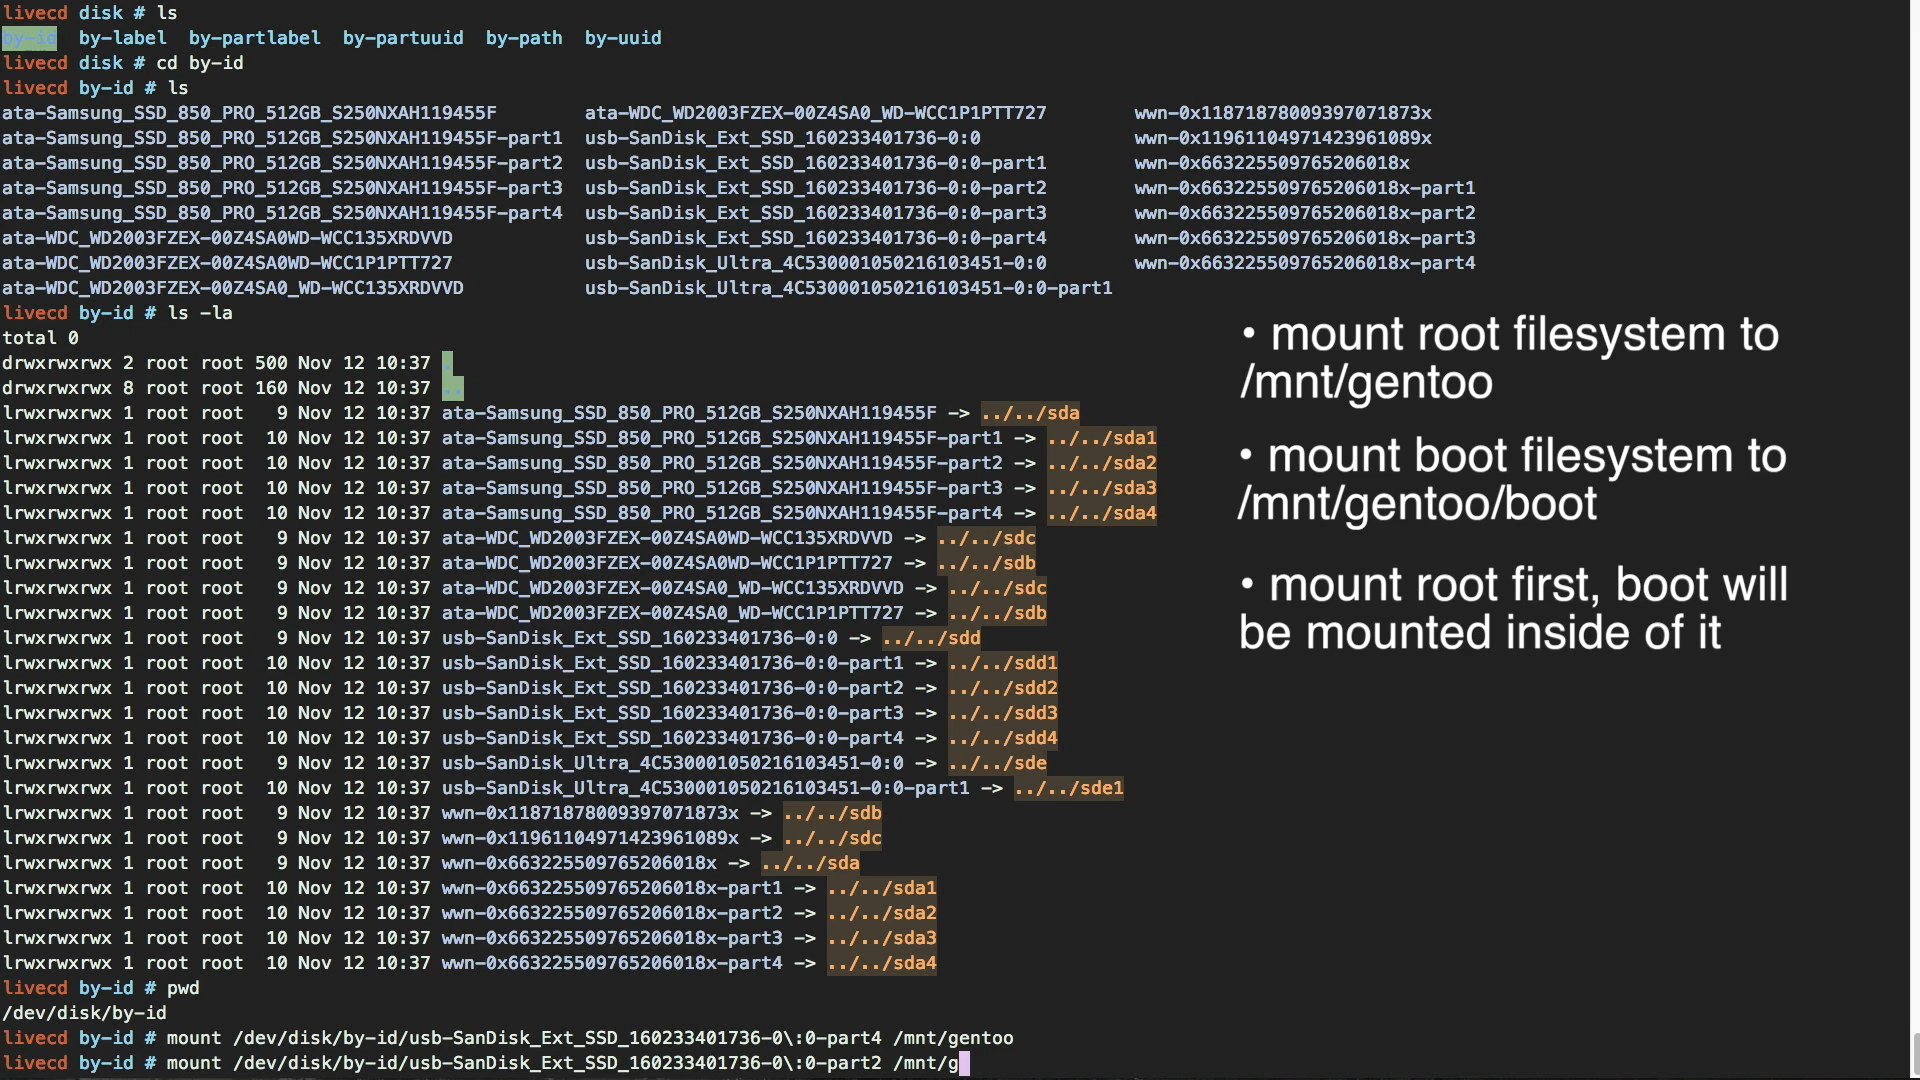 livecd disk # ls
by-id  by-label  by-partlabel  by-partuuid  by-path  by-uuid
livecd disk # cd by-id
livecd by-id # ls
ata-Samsung_SSD_850_PRO_512GB_S250NXAH119455F        ata-WDC_WD2003FZEX-00Z4SA0_WD-WCC1P1PTT727        wwn-0x11871878009397071873x
ata-Samsung_SSD_850_PRO_512GB_S250NXAH119455F-part1  usb-SanDisk_Ext_SSD_160233401736-0:0              wwn-0x11961104971423961089x
ata-Samsung_SSD_850_PRO_512GB_S250NXAH119455F-part2  usb-SanDisk_Ext_SSD_160233401736-0:0-part1        wwn-0x663225509765206018x
ata-Samsung_SSD_850_PRO_512GB_S250NXAH119455F-part3  usb-SanDisk_Ext_SSD_160233401736-0:0-part2        wwn-0x663225509765206018x-part1
ata-Samsung_SSD_850_PRO_512GB_S250NXAH119455F-part4  usb-SanDisk_Ext_SSD_160233401736-0:0-part3        wwn-0x663225509765206018x-part2
ata-WDC_WD2003FZEX-00Z4SA0WD-WCC135XRDVVD            usb-SanDisk_Ext_SSD_160233401736-0:0-part4        wwn-0x663225509765206018x-part3
ata-WDC_WD2003FZEX-00Z4SA0WD-WCC1P1PTT727            usb-SanDisk_Ultra_4C530001050216103451-0:0        wwn-0x663225509765206018x-part4
ata-WDC_WD2003FZEX-00Z4SA0_WD-WCC135XRDVVD           usb-SanDisk_Ultra_4C530001050216103451-0:0-part1
livecd by-id # ls -la
total 0
drwxrwxrwx 2 root root 500 Nov 12 10:37 .
drwxrwxrwx 8 root root 160 Nov 12 10:37 ..
lrwxrwxrwx 1 root root   9 Nov 12 10:37 ata-Samsung_SSD_850_PRO_512GB_S250NXAH119455F -> ../../sda
lrwxrwxrwx 1 root root  10 Nov 12 10:37 ata-Samsung_SSD_850_PRO_512GB_S250NXAH119455F-part1 -> ../../sda1
lrwxrwxrwx 1 root root  10 Nov 12 10:37 ata-Samsung_SSD_850_PRO_512GB_S250NXAH119455F-part2 -> ../../sda2
lrwxrwxrwx 1 root root  10 Nov 12 10:37 ata-Samsung_SSD_850_PRO_512GB_S250NXAH119455F-part3 -> ../../sda3
lrwxrwxrwx 1 root root  10 Nov 12 10:37 ata-Samsung_SSD_850_PRO_512GB_S250NXAH119455F-part4 -> ../../sda4
lrwxrwxrwx 1 root root   9 Nov 12 10:37 ata-WDC_WD2003FZEX-00Z4SA0WD-WCC135XRDVVD -> ../../sdc
lrwxrwxrwx 1 root root   9 Nov 12 10:37 ata-WDC_WD2003FZEX-00Z4SA0WD-WCC1P1PTT727 -> ../../sdb
lrwxrwxrwx 1 root root   9 Nov 12 10:37 ata-WDC_WD2003FZEX-00Z4SA0_WD-WCC135XRDVVD -> ../../sdc
lrwxrwxrwx 1 root root   9 Nov 12 10:37 ata-WDC_WD2003FZEX-00Z4SA0_WD-WCC1P1PTT727 -> ../../sdb
lrwxrwxrwx 1 root root   9 Nov 12 10:37 usb-SanDisk_Ext_SSD_160233401736-0:0 -> ../../sdd
lrwxrwxrwx 1 root root  10 Nov 12 10:37 usb-SanDisk_Ext_SSD_160233401736-0:0-part1 -> ../../sdd1
lrwxrwxrwx 1 root root  10 Nov 12 10:37 usb-SanDisk_Ext_SSD_160233401736-0:0-part2 -> ../../sdd2
lrwxrwxrwx 1 root root  10 Nov 12 10:37 usb-SanDisk_Ext_SSD_160233401736-0:0-part3 -> ../../sdd3
lrwxrwxrwx 1 root root  10 Nov 12 10:37 usb-SanDisk_Ext_SSD_160233401736-0:0-part4 -> ../../sdd4
lrwxrwxrwx 1 root root   9 Nov 12 10:37 usb-SanDisk_Ultra_4C530001050216103451-0:0 -> ../../sde
lrwxrwxrwx 1 root root  10 Nov 12 10:37 usb-SanDisk_Ultra_4C530001050216103451-0:0-part1 -> ../../sde1
lrwxrwxrwx 1 root root   9 Nov 12 10:37 wwn-0x11871878009397071873x -> ../../sdb
lrwxrwxrwx 1 root root   9 Nov 12 10:37 wwn-0x11961104971423961089x -> ../../sdc
lrwxrwxrwx 1 root root   9 Nov 12 10:37 wwn-0x663225509765206018x -> ../../sda
lrwxrwxrwx 1 root root  10 Nov 12 10:37 wwn-0x663225509765206018x-part1 -> ../../sda1
lrwxrwxrwx 1 root root  10 Nov 12 10:37 wwn-0x663225509765206018x-part2 -> ../../sda2
lrwxrwxrwx 1 root root  10 Nov 12 10:37 wwn-0x663225509765206018x-part3 -> ../../sda3
lrwxrwxrwx 1 root root  10 Nov 12 10:37 wwn-0x663225509765206018x-part4 -> ../../sda4
livecd by-id # pwd
/dev/disk/by-id
livecd by-id # mount /dev/disk/by-id/usb-SanDisk_Ext_SSD_160233401736-0\:0-part4 /mnt/gentoo
livecd by-id # mount /dev/disk/by-id/usb-SanDisk_Ext_SSD_160233401736-0\:0-part2 /mnt/g
• mount root filesystem to
/mnt/gentoo
• mount boot filesystem to
/mnt/gentoo/boot
• mount root first, boot will
be mounted inside of it